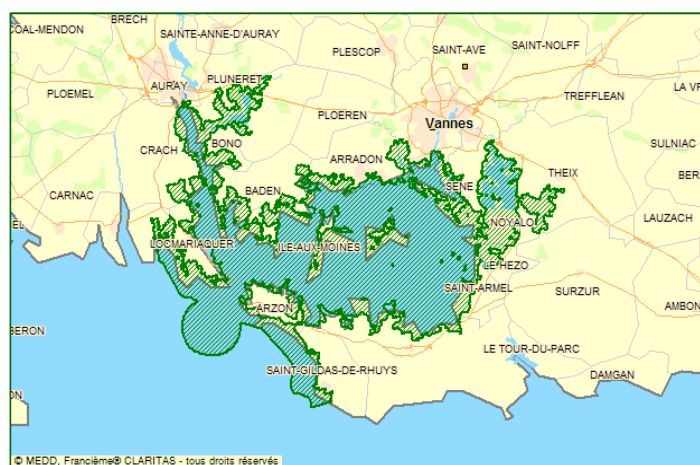 BRECH
COAL-MENDON
SAINTE-ANNE-D'AURAY
PLESCOP
SAINT-AVE
SAINT-NOLFF
AURAY
PLUNERET
PLOEMEL
TREFFLEAN
LA VR
PLOEREN
Vannes
CRACH
BONO
ARRADON
SULNIAC
THEIX
BADEN
SENE
CARNAC
NOYALO
LAUZACH
LOCMARIAQUER
ILE-AUX-MOINES
LE HEZO
SAINT-ARMEL
SURZUR
AMBON
ARZON
BERON
LE TOUR-DU-PARC
SAINT-GILDAS-DE-RHUYS
DAMGAN
ON
© MEDD, Francième® CLARITAS - tous droits réservés